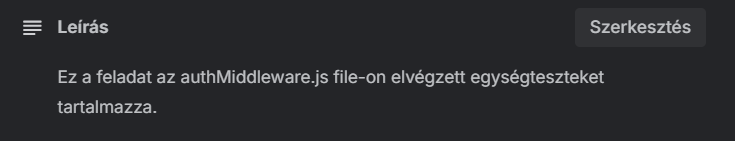 Leírás
Szerkesztés
Ez a feladat az authMiddleware.js file-on elvégzett egységteszteket
tartalmazza.